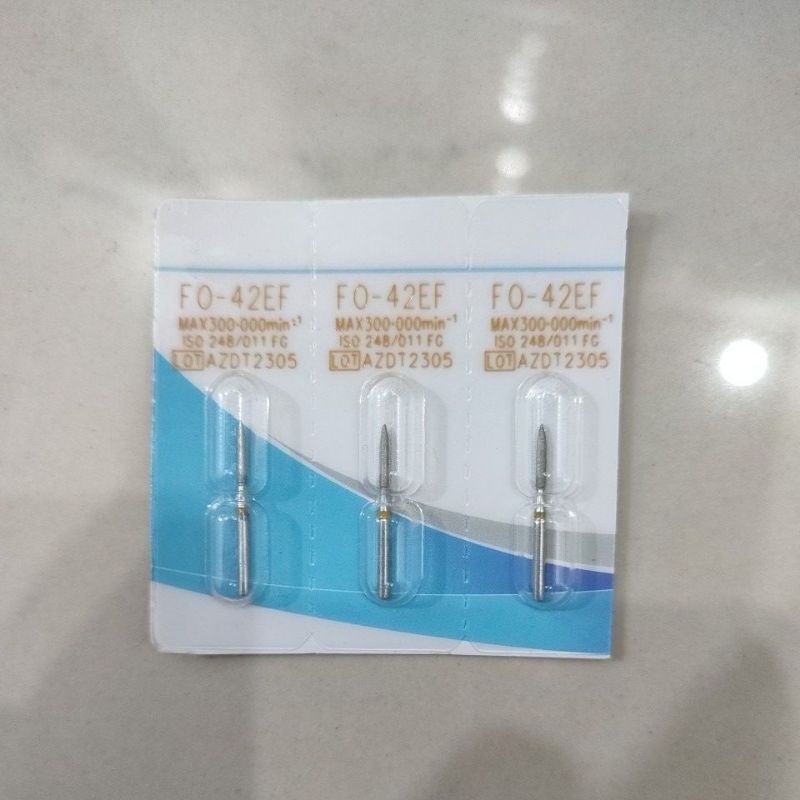 FO-42EF
MAX300-000min⁻¹
ISO 248/011 FG
LOT AZDT2305
FO-42EF
MAX300-000min⁻¹
ISO 248/011 FG
LOT AZDT2305
FO-42EF
MAX300-000min⁻¹
ISO 248/011 FG
LOT AZDT2305